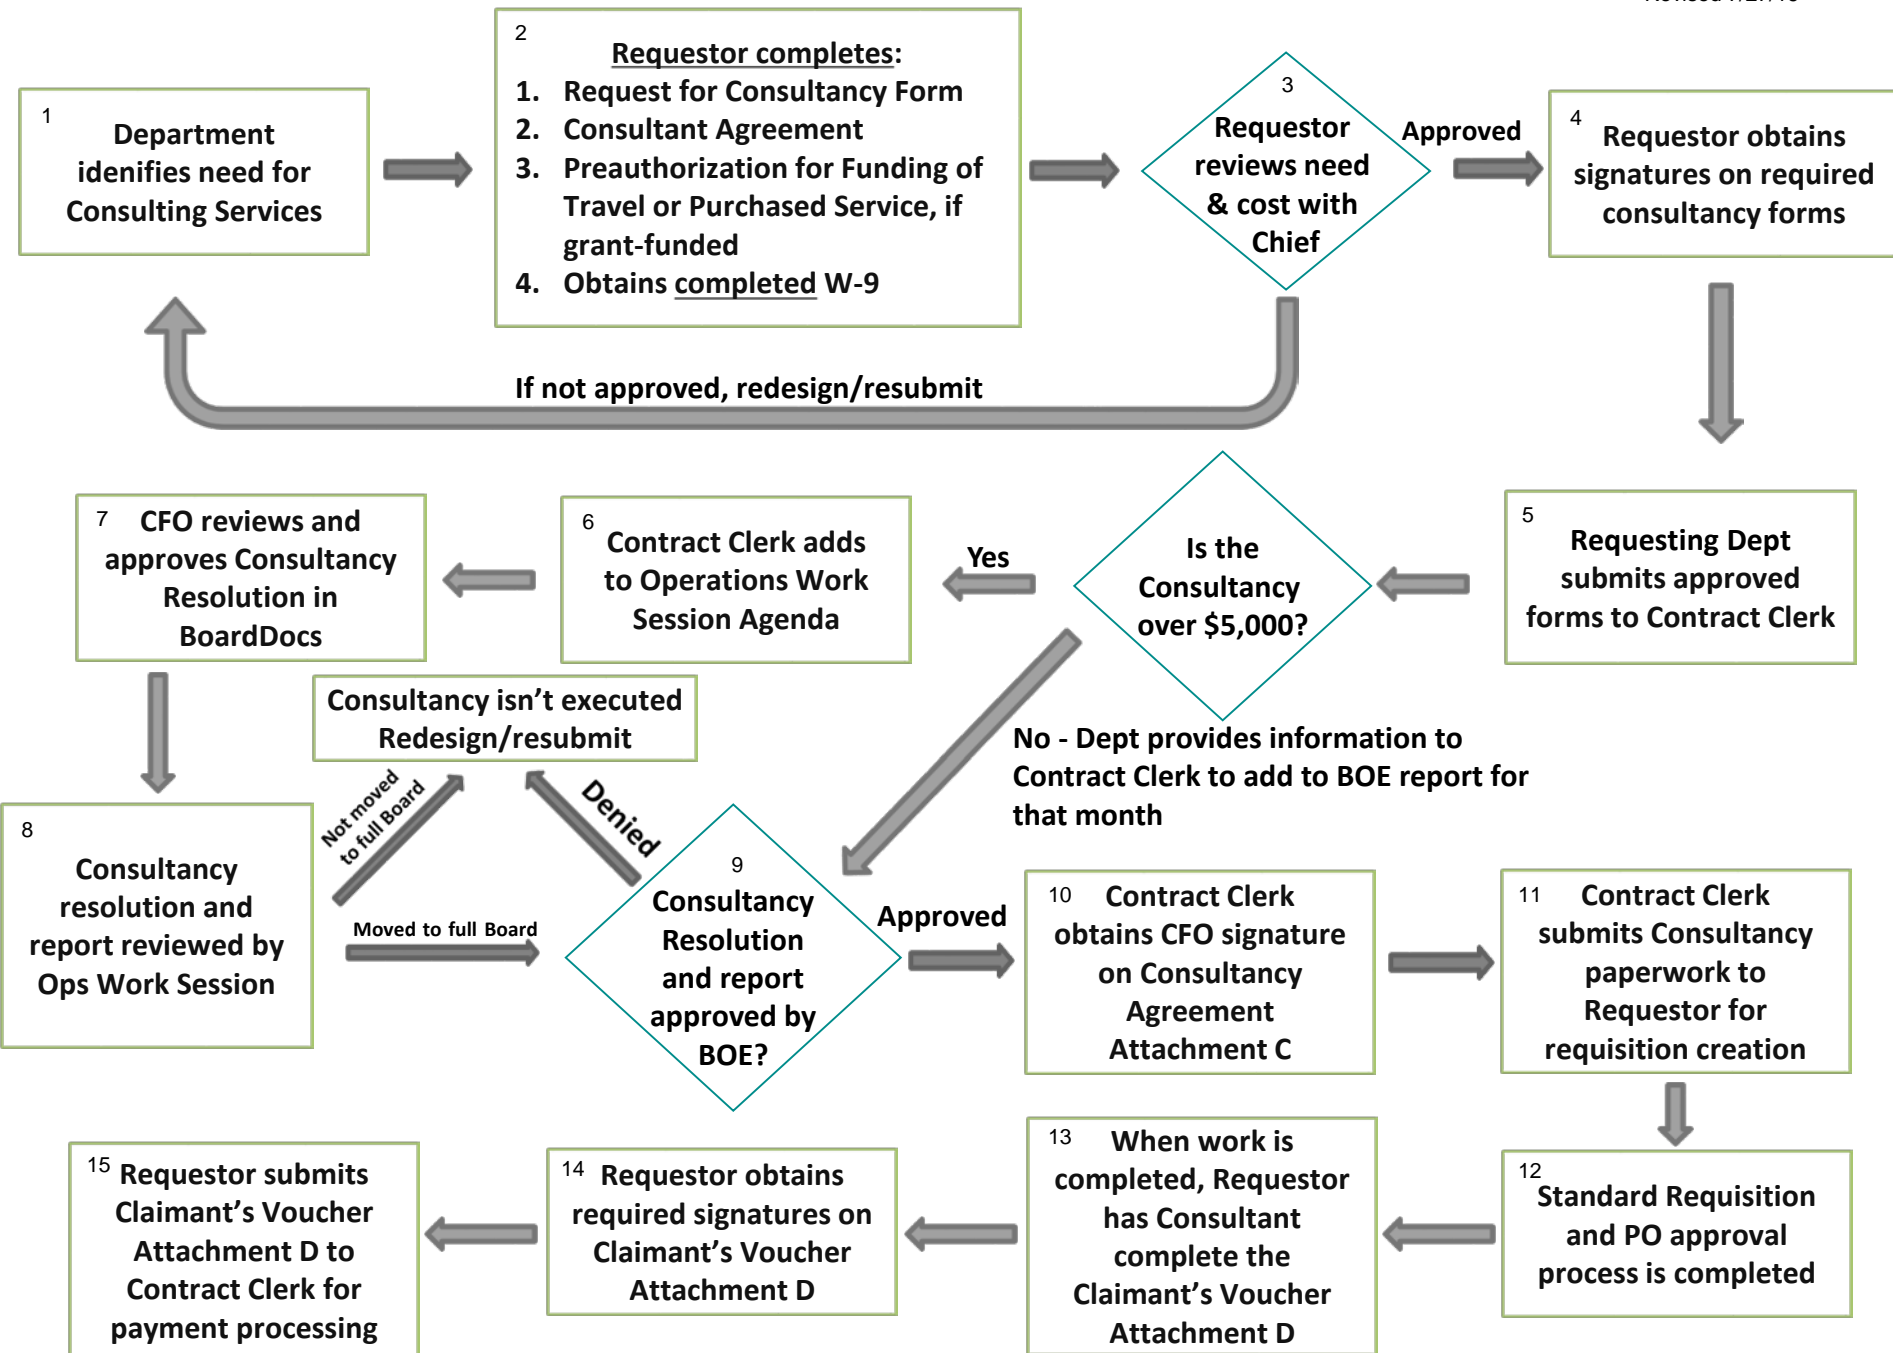 1
Department
idenifies need for
Consulting Services
2
Requestor completes:
1. Request for Consultancy Form
2. Consultant Agreement
3. Preauthorization for Funding of
Travel or Purchased Service, if
grant-funded
4. Obtains completed W-9
3
Requestor
reviews need
& cost with
Chief
Approved
4
Requestor obtains
signatures on required
consultancy forms
If not approved, redesign/resubmit
5
Requesting Dept
submits approved
forms to Contract Clerk
Is the
Consultancy
over $5,000?
Yes
6
Contract Clerk adds
to Operations Work
Session Agenda
7
CFO reviews and
approves Consultancy
Resolution in
BoardDocs
No - Dept provides information to
Contract Clerk to add to BOE report for
that month
Consultancy isn’t executed
Redesign/resubmit
Not moved
to full Board
Denied
8
Consultancy
resolution and
report reviewed by
Ops Work Session
Moved to full Board
9
Consultancy
Resolution
and report
approved by
BOE?
Approved
10
Contract Clerk
obtains CFO signature
on Consultancy
Agreement
Attachment C
11
Contract Clerk
submits Consultancy
paperwork to
Requestor for
requisition creation
12
Standard Requisition
and PO approval
process is completed
13
When work is
completed, Requestor
has Consultant
complete the
Claimant’s Voucher
Attachment D
14
Requestor obtains
required signatures on
Claimant’s Voucher
Attachment D
15
Requestor submits
Claimant’s Voucher
Attachment D to
Contract Clerk for
payment processing